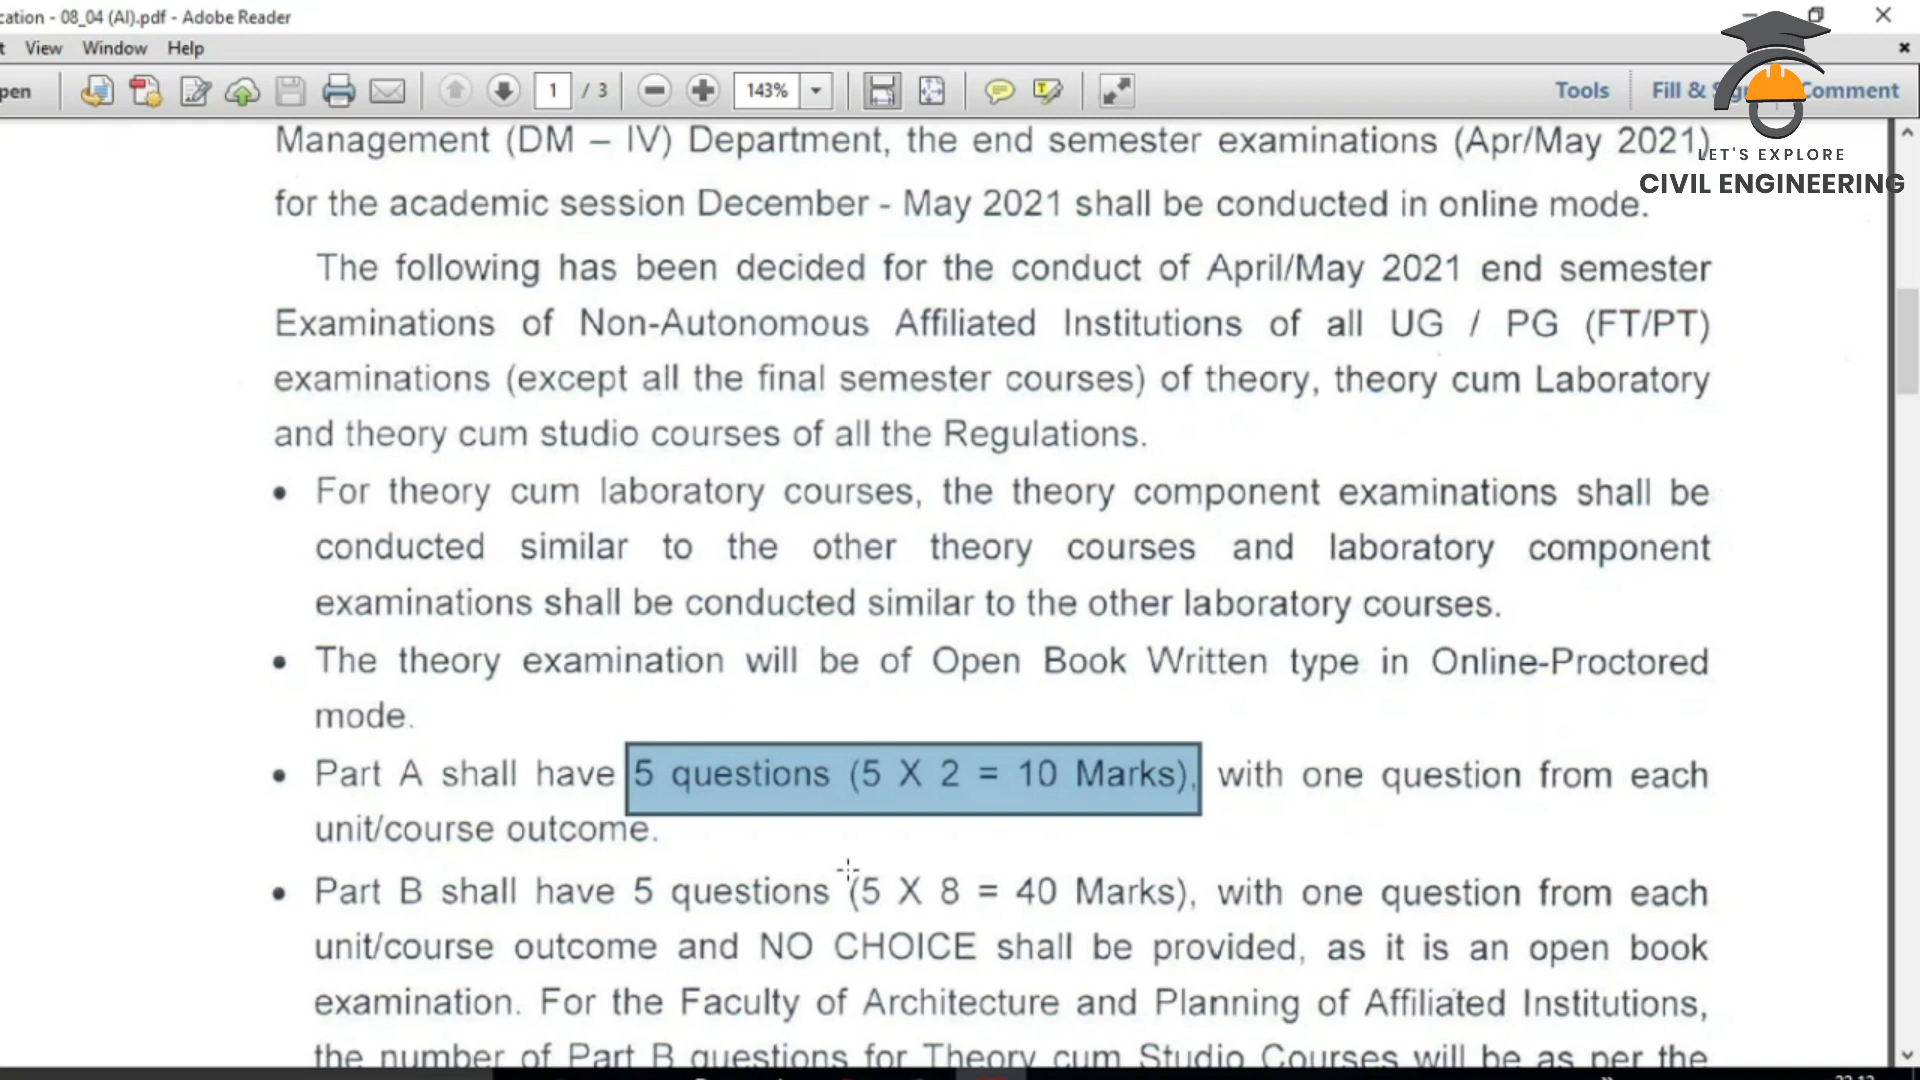 cation - 08_04 (AI).pdf - Adobe Reader
View Window Help
pen 1 / 3 143% Tools Fill & Comment
LET'S EXPLORE
CIVIL ENGINEERING
Management (DM – IV) Department, the end semester examinations (Apr/May 2021)
for the academic session December - May 2021 shall be conducted in online mode.
The following has been decided for the conduct of April/May 2021 end semester
Examinations of Non-Autonomous Affiliated Institutions of all UG / PG (FT/PT)
examinations (except all the final semester courses) of theory, theory cum Laboratory
and theory cum studio courses of all the Regulations.
• For theory cum laboratory courses, the theory component examinations shall be
conducted similar to the other theory courses and laboratory component
examinations shall be conducted similar to the other laboratory courses.
• The theory examination will be of Open Book Written type in Online-Proctored
mode.
• Part A shall have 5 questions (5 X 2 = 10 Marks), with one question from each
unit/course outcome.
• Part B shall have 5 questions (5 X 8 = 40 Marks), with one question from each
unit/course outcome and NO CHOICE shall be provided, as it is an open book
examination. For the Faculty of Architecture and Planning of Affiliated Institutions,
the number of Part B questions for Theory cum Studio Courses will be as per the